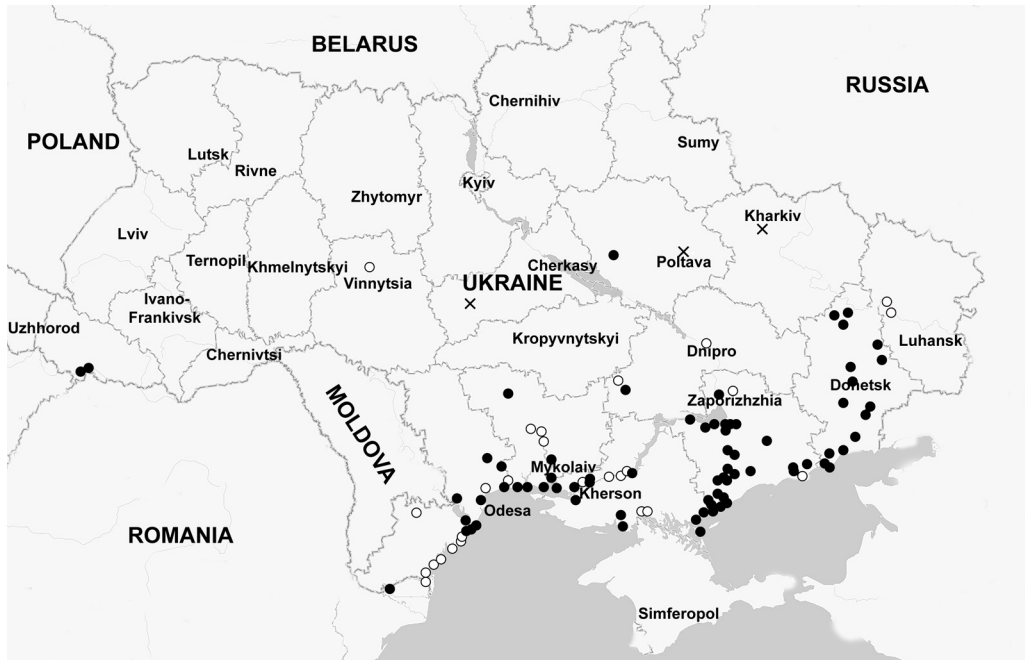 BELARUS
RUSSIA
Chernihiv
POLAND
Sumy
Lutsk
Rivne
Kyiv
Zhytomyr
Kharkiv
Lviv
Ternopil
Khmelnytskyi
Cherkasy
Poltava
Vinnytsia
UKRAINE
Ivano-
Frankivsk
Uzhhorod
Kropyvnytskyi
Luhansk
Chernivtsi
Dnipro
Donetsk
Zaporizhzhia
MOLDOVA
Mykolaiv
Kherson
Odesa
ROMANIA
Simferopol